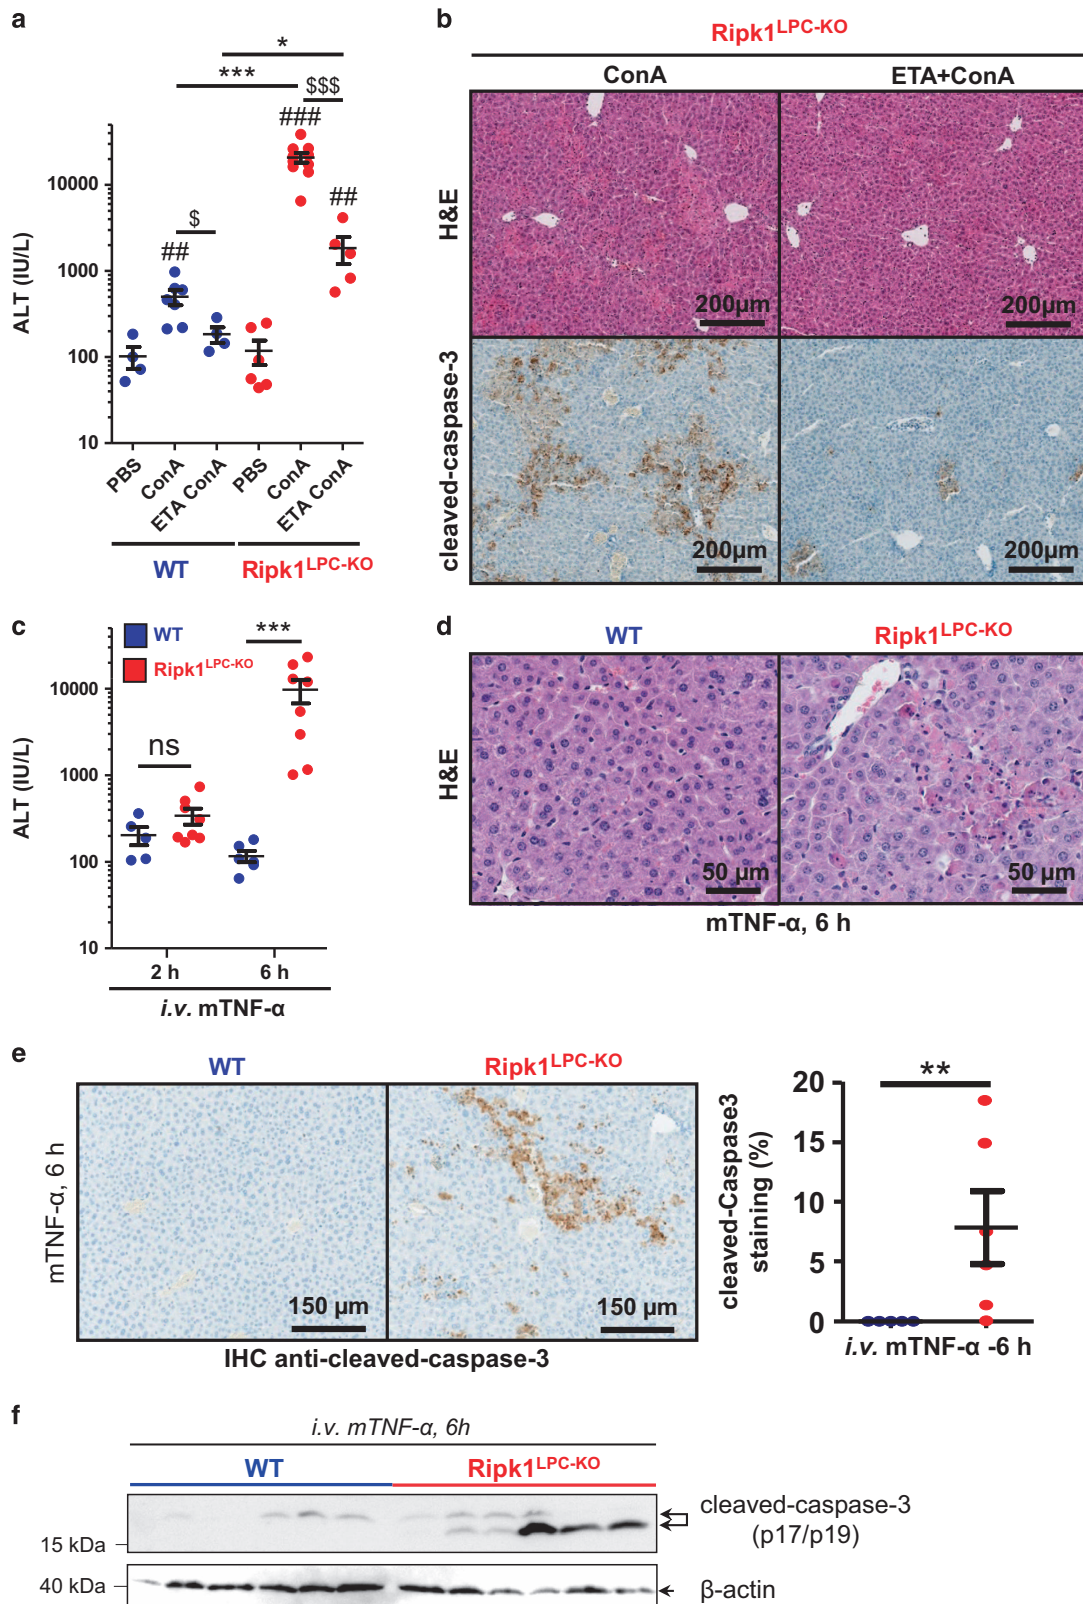 a
*
***
$$$
###
##
$
##
ALT (IU/L)
10000
1000
100
10
PBS
ConA
ETA ConA
PBS
ConA
ETA ConA
WT
Ripk1LPC-KO
b
Ripk1LPC-KO
ConA
ETA+ConA
H&E
200µm
200µm
cleaved-caspase-3
200µm
200µm
c
WT
Ripk1LPC-KO
***
ns
ALT (IU/L)
10000
1000
100
10
2 h
6 h
i.v. mTNF-α
d
WT
Ripk1LPC-KO
H&E
50 µm
50 µm
mTNF-α, 6 h
e
WT
Ripk1LPC-KO
mTNF-α, 6 h
150 µm
150 µm
IHC anti-cleaved-caspase-3
**
cleaved-Caspase3
staining (%)
20
15
10
5
0
i.v. mTNF-α -6 h
f
i.v. mTNF-α, 6h
WT
Ripk1LPC-KO
15 kDa
cleaved-caspase-3
(p17/p19)
40 kDa
β-actin